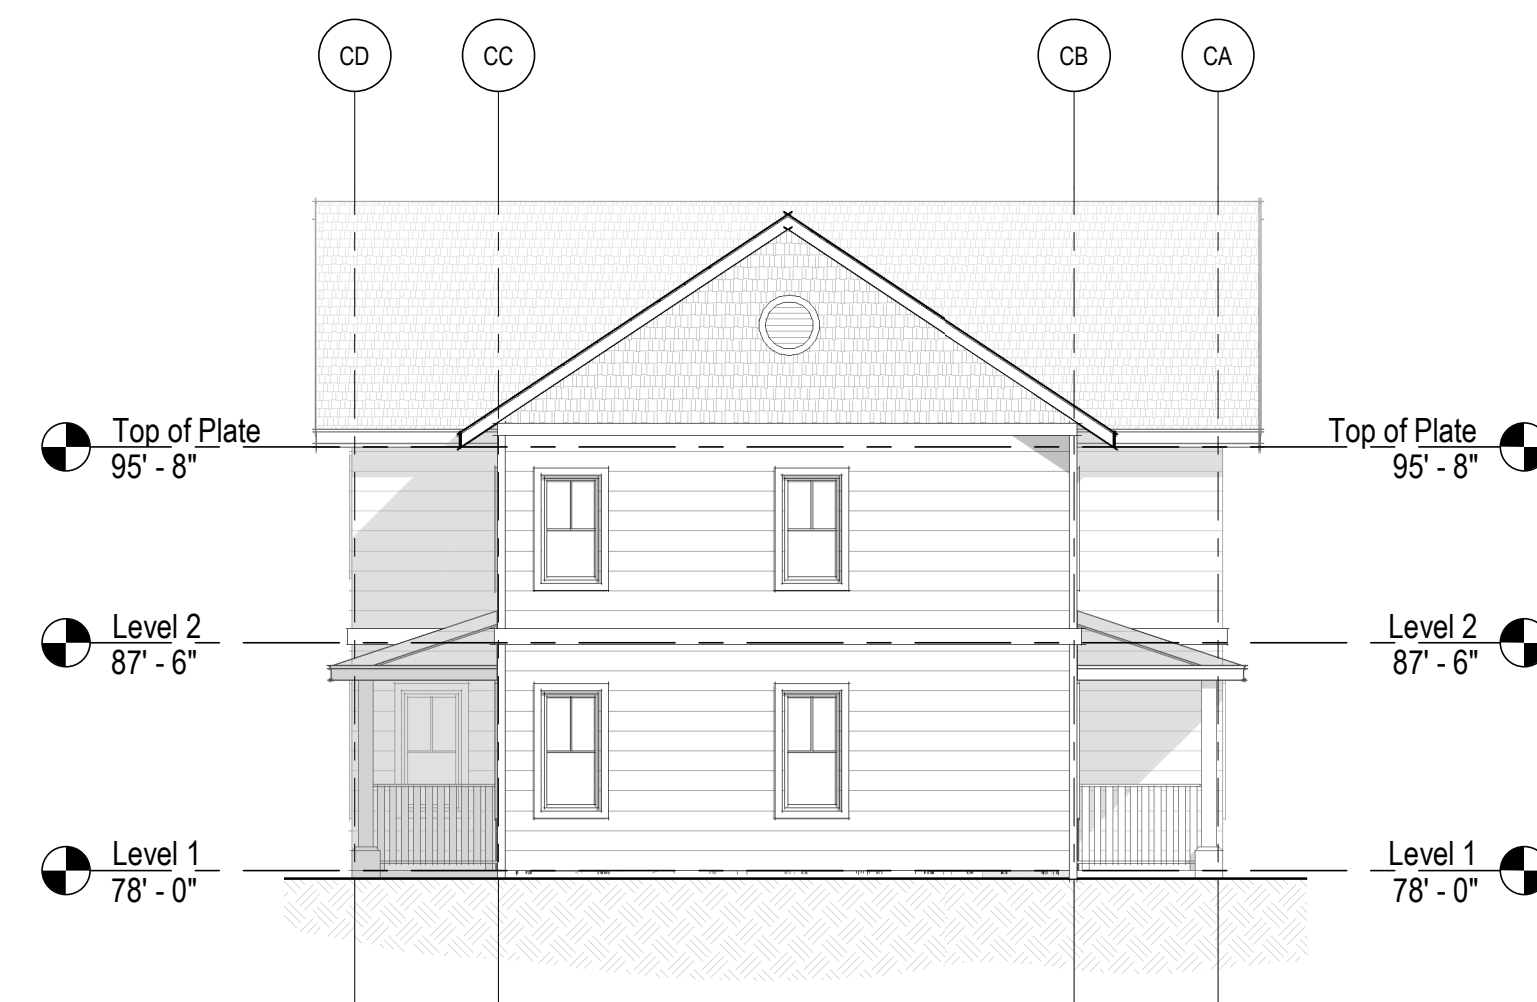 CD
CC
CB
CA
Top of Plate
95' - 8"
Top of Plate
95' - 8"
Level 2
87' - 6"
Level 2
87' - 6"
Level 1
78' - 0"
Level 1
78' - 0"